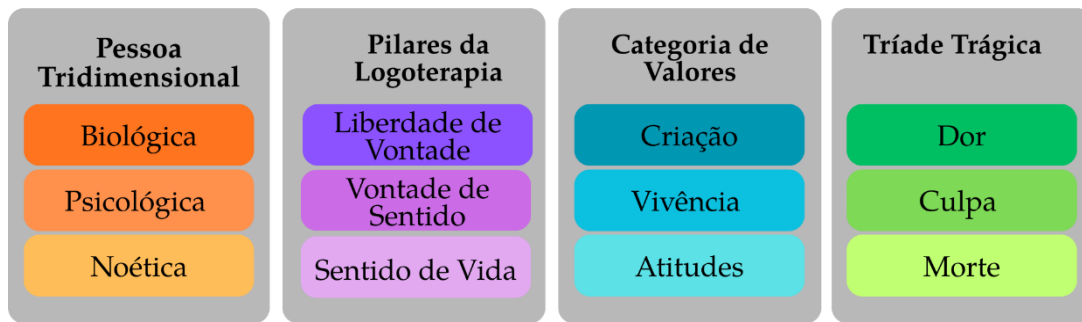 Pessoa
Tridimensional
Biológica
Psicológica
Noética
Pilares da
Logoterapia
Liberdade de
Vontade
Vontade de
Sentido
Sentido de Vida
Categoria de
Valores
Criação
Vivência
Atitudes
Tríade Trágica
Dor
Culpa
Morte